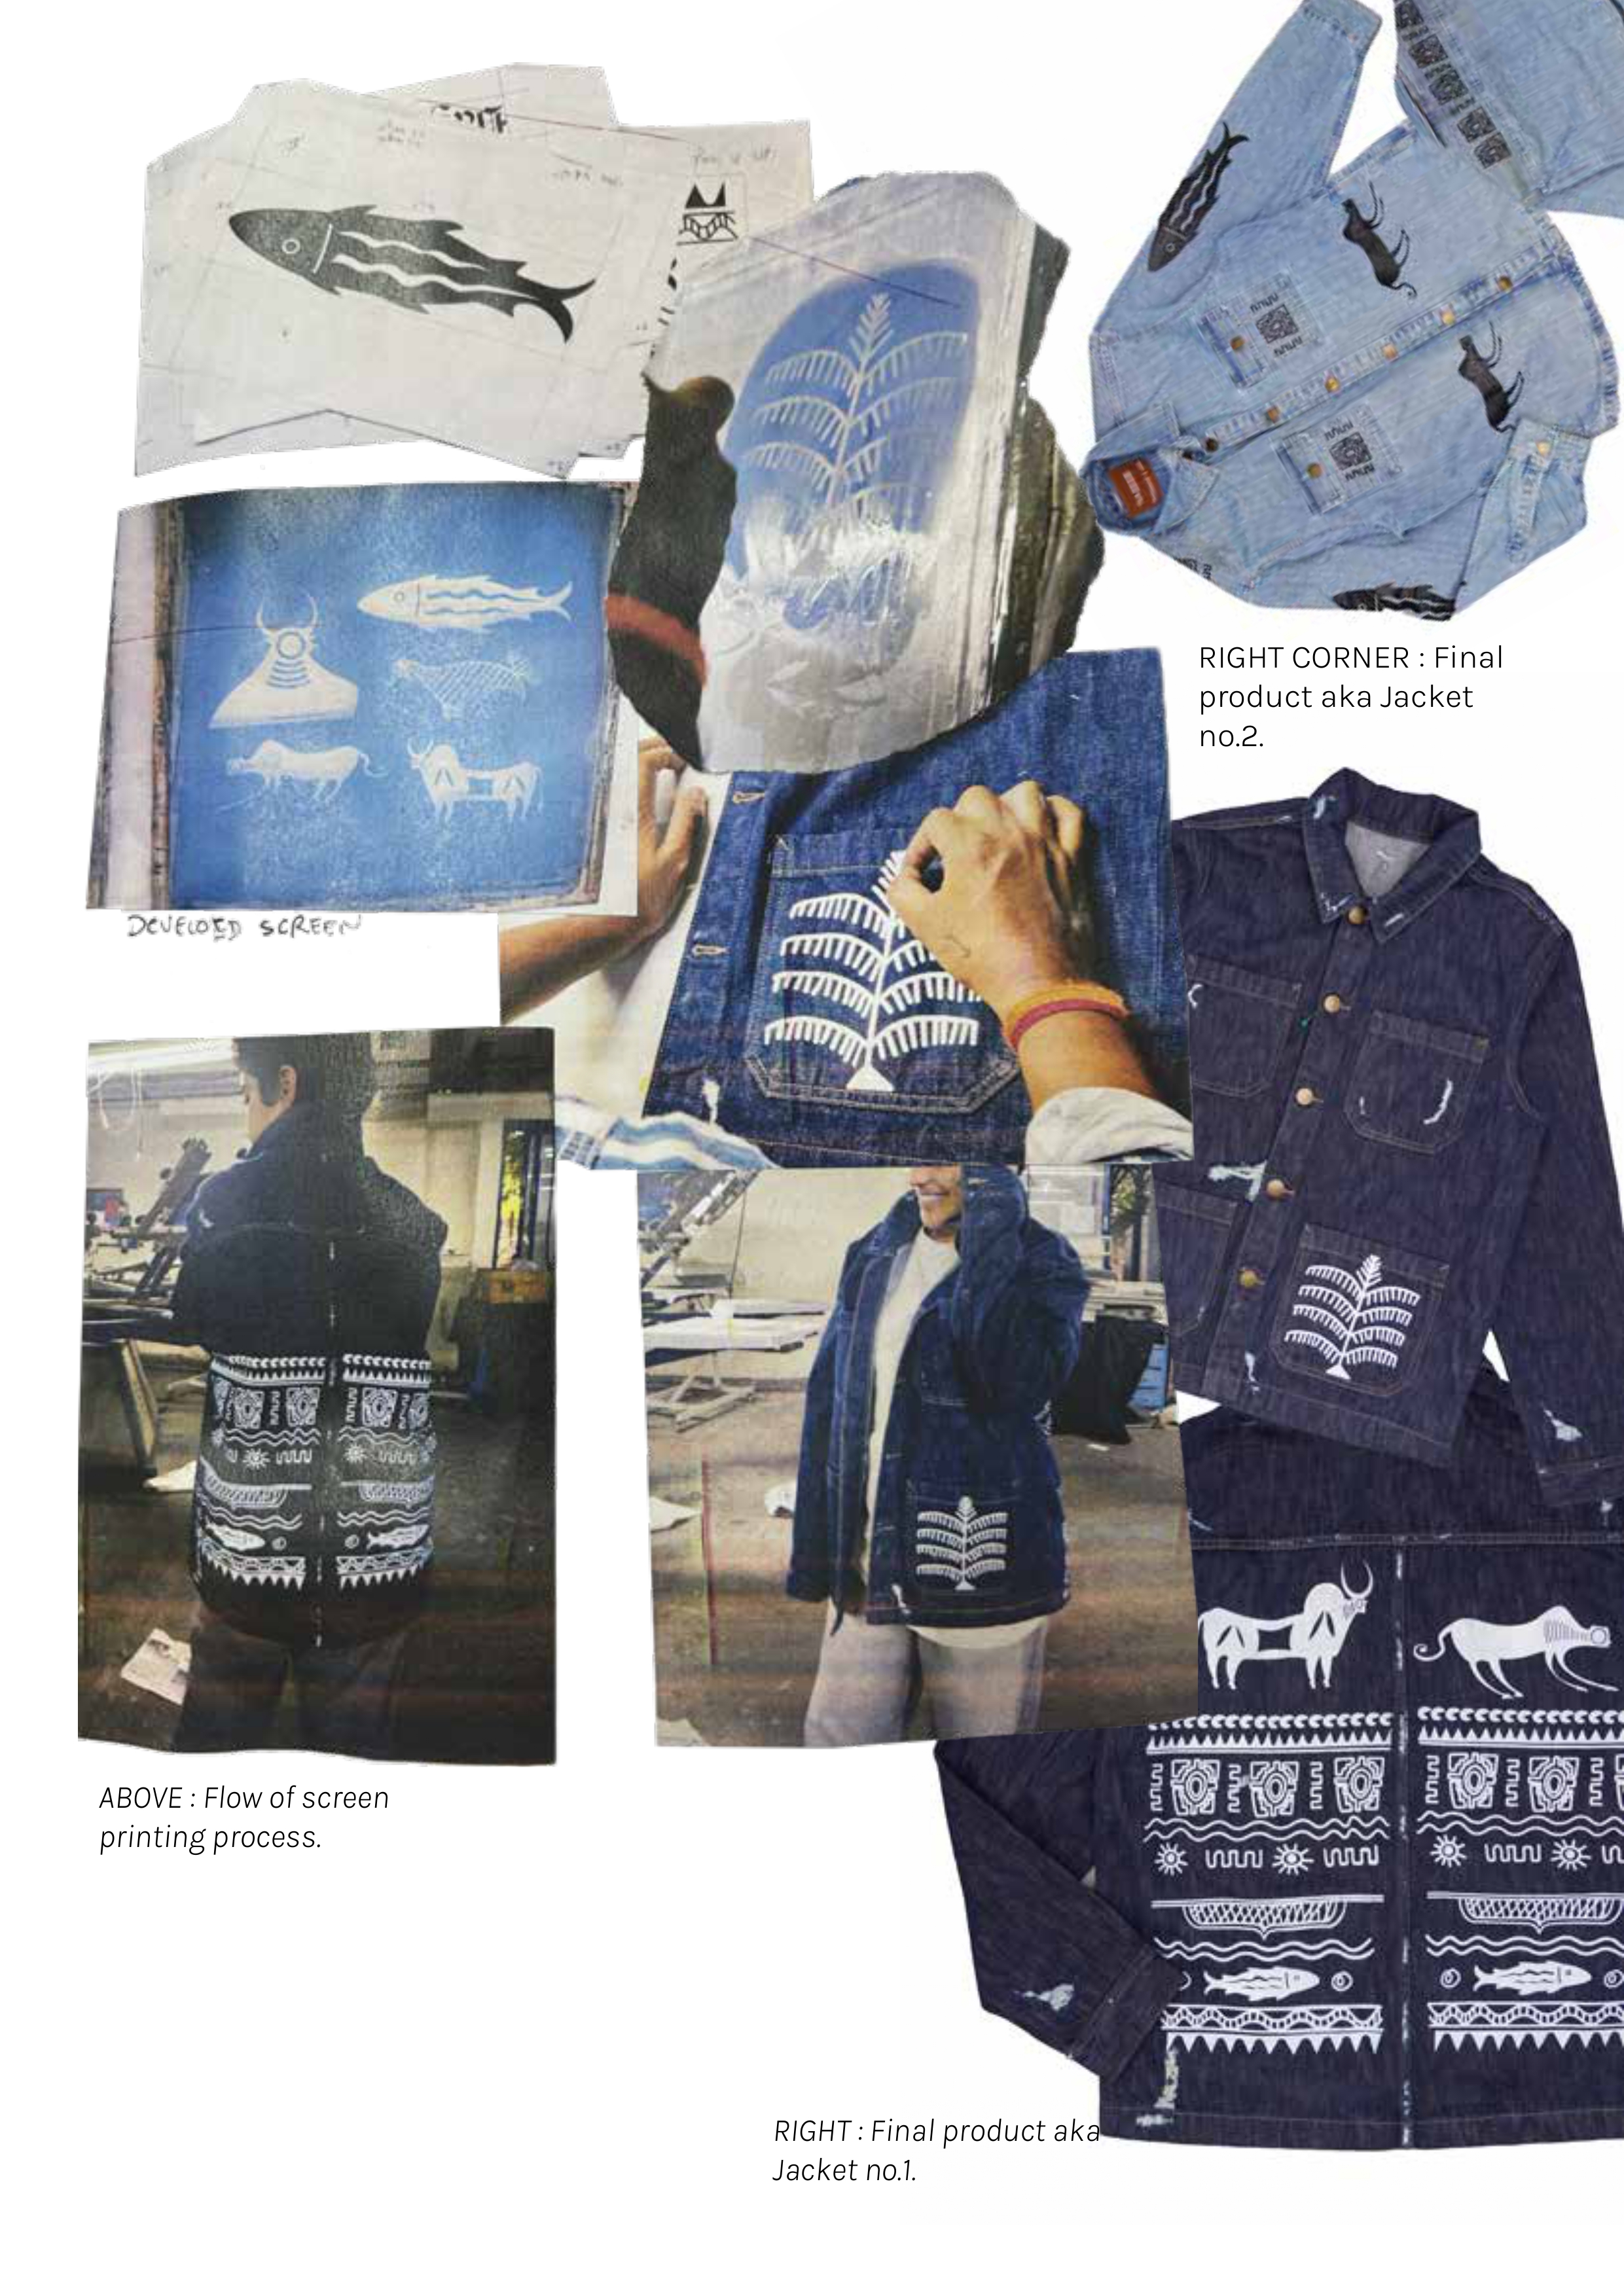 DEVELOED SCREEN
RIGHT CORNER : Final
product aka Jacket
no.2.
ABOVE : Flow of screen
printing process.
RIGHT : Final product aka
Jacket no.1.